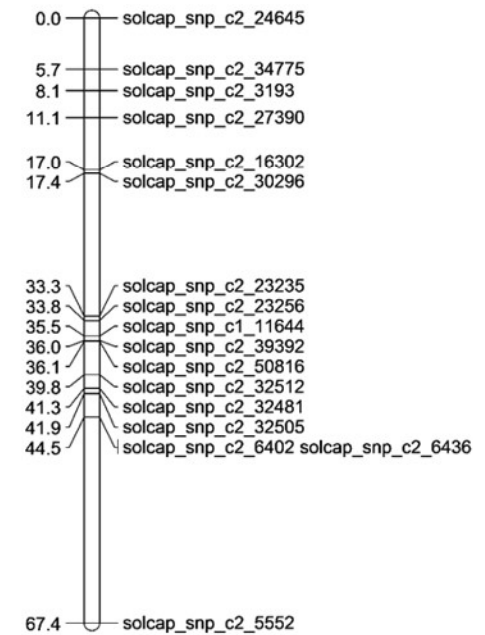 0.0 solcap_snp_c2_24645
5.7 solcap_snp_c2_34775
8.1 solcap_snp_c2_3193
11.1 solcap_snp_c2_27390
17.0 solcap_snp_c2_16302
17.4 solcap_snp_c2_30296
33.3 solcap_snp_c2_23235
33.8 solcap_snp_c2_23256
35.5 solcap_snp_c1_11644
36.0 solcap_snp_c2_39392
36.1 solcap_snp_c2_50816
39.8 solcap_snp_c2_32512
41.3 solcap_snp_c2_32481
41.9 solcap_snp_c2_32505
44.5 solcap_snp_c2_6402 solcap_snp_c2_6436
67.4 solcap_snp_c2_5552